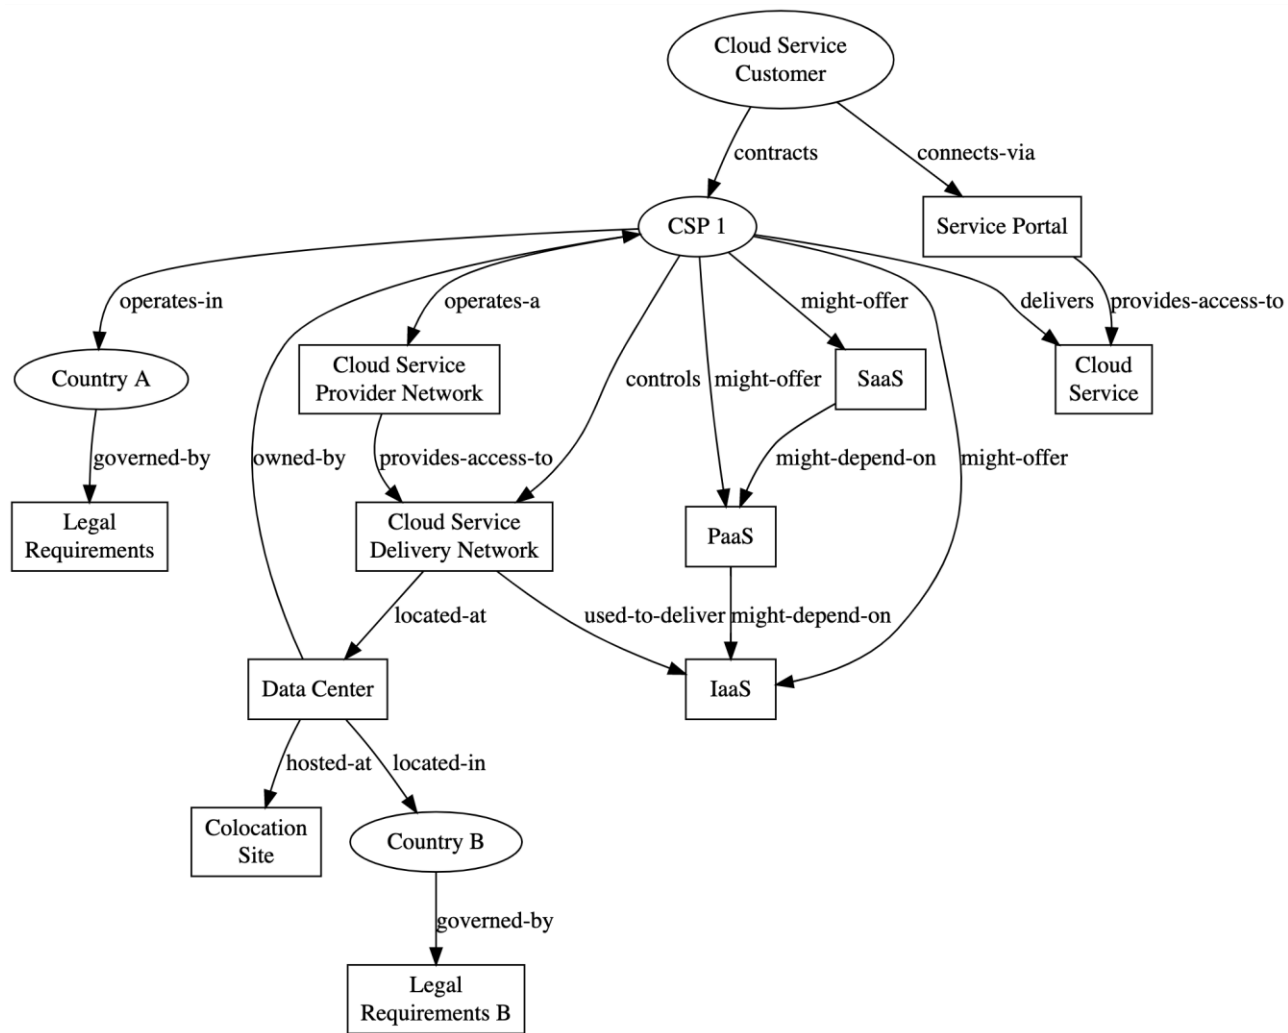 Cloud Service
Customer
contracts
connects-via
CSP 1
Service Portal
operates-in
operates-a
might-offer
delivers
provides-access-to
Country A
Cloud Service
Provider Network
controls
might-offer
SaaS
Cloud
Service
governed-by
owned-by
provides-access-to
might-depend-on
might-offer
Legal
Requirements
Cloud Service
Delivery Network
PaaS
located-at
used-to-deliver
might-depend-on
Data Center
IaaS
hosted-at
located-in
Colocation
Site
Country B
governed-by
Legal
Requirements B